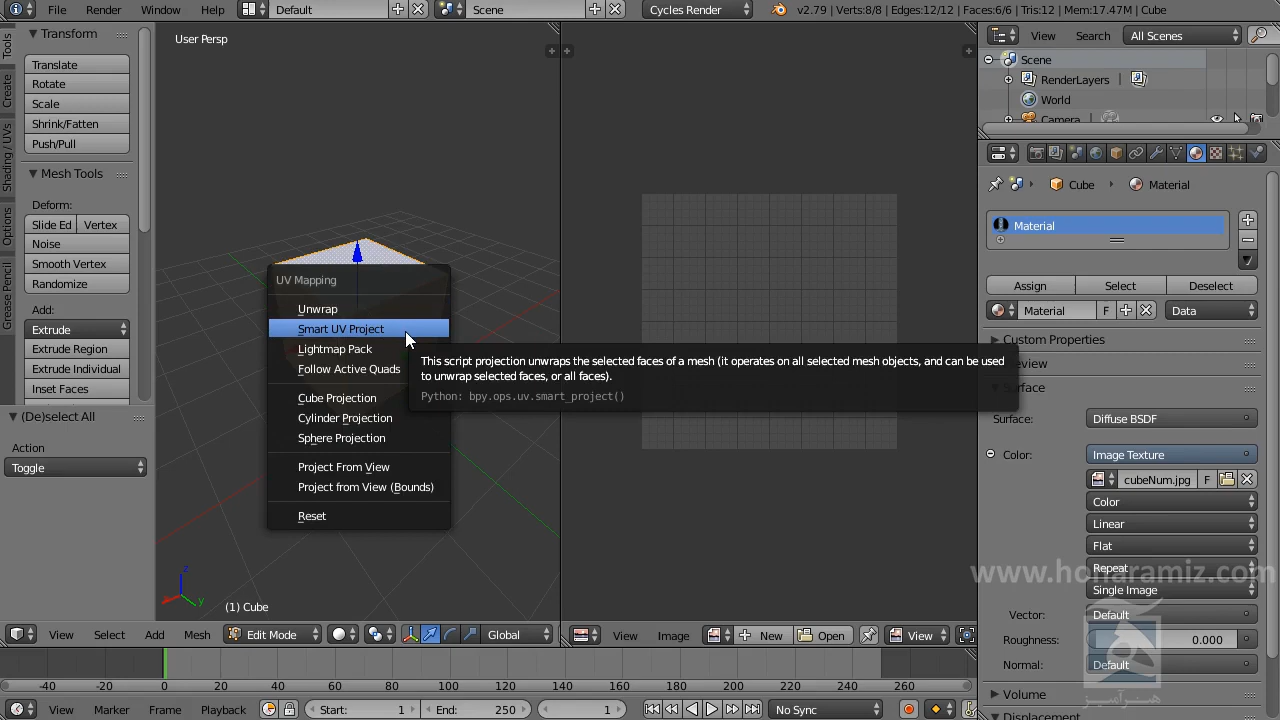 File Render Window Help Default Scene Cycles Render v2.79 | Verts:8/8 | Edges:12/12 | Faces:6/6 | Tris:12 | Mem:17.47M | Cube
Tools
Create
Shading / UVs
Options
Grease Pencil
Transform
Translate
Rotate
Scale
Shrink/Fatten
Push/Pull
Mesh Tools
Deform:
Slide Ed Vertex
Noise
Smooth Vertex
Randomize
Add:
Extrude
Extrude Region
Extrude Individual
Inset Faces
(De)select All
Action
Toggle
User Persp
UV Mapping
Unwrap
Smart UV Project
Lightmap Pack
Follow Active Quads
Cube Projection
Cylinder Projection
Sphere Projection
Project From View
Project from View (Bounds)
Reset
This script projection unwraps the selected faces of a mesh (it operates on all selected mesh objects, and can be used
to unwrap selected faces, or all faces).
Python: bpy.ops.uv.smart_project()
z
y
(1) Cube
View Select Add Mesh Edit Mode Global
View Image New Open View
-40 -20 0 20 40 60 80 100 120 140 160 180 200 220 240 260
View Marker Frame Playback Start: 1 End: 250 1 No Sync
View Search All Scenes
Scene
RenderLayers
World
Camera
Cube Material
Material
Assign Select Deselect
Material F Data
Custom Properties
Surface
Surface: Diffuse BSDF
Color: Image Texture
cubeNum.jpg F
Color
Linear
Flat
Repeat
Single Image
Vector: Default
Roughness: 0.000
Normal: Default
Volume
Displacement
www.honaramiz.com
هنرآمیز